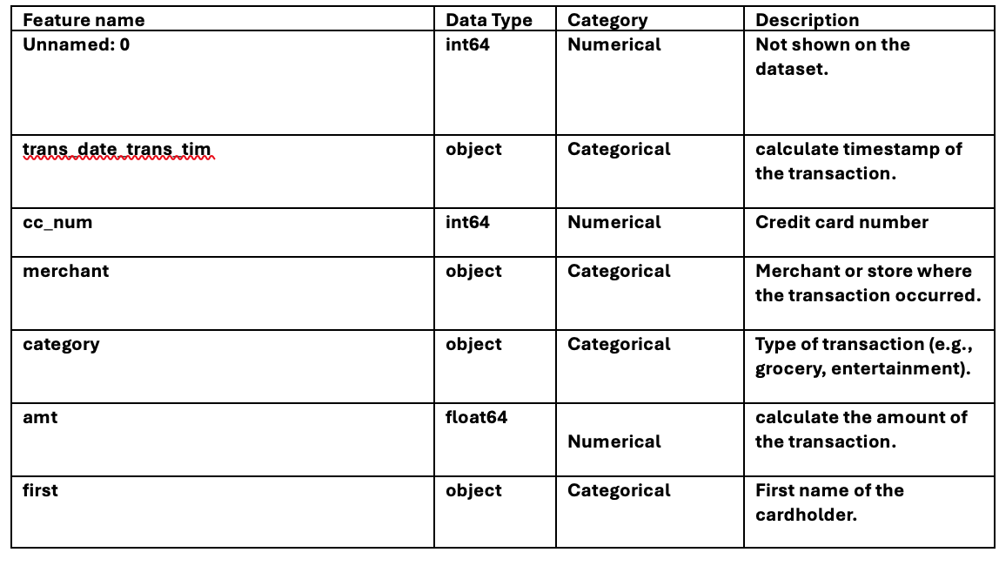 Feature name Data Type Category Description
Unnamed: 0 int64 Numerical Not shown on the
dataset.
trans_date_trans_tim object Categorical calculate timestamp of
the transaction.
cc_num int64 Numerical Credit card number
merchant object Categorical Merchant or store where
the transaction occurred.
category object Categorical Type of transaction (e.g.,
grocery, entertainment).
amt float64 calculate the amount of
Numerical the transaction.
first object Categorical First name of the
cardholder.